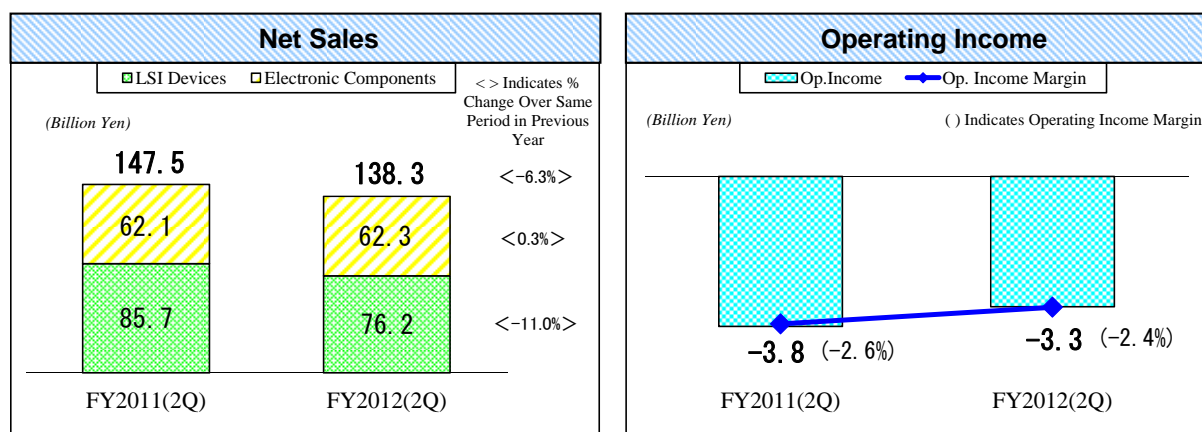 Net Sales
LSI Devices Electronic Components
< > Indicates %
Change Over Same
Period in Previous
Year
(Billion Yen)
147.5
138.3
<-6.3%>
62.1
62.3
<0.3%>
85.7
76.2
<-11.0%>
FY2011(2Q)
FY2012(2Q)
Operating Income
Op.Income Op. Income Margin
(Billion Yen)
( ) Indicates Operating Income Margin
-3.8 (-2.6%)
-3.3 (-2.4%)
FY2011(2Q)
FY2012(2Q)